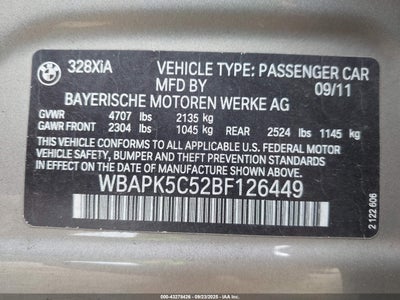 328XiA VEHICLE TYPE: PASSENGER CAR
MFD BY 09/11
BAYERISCHE MOTOREN WERKE AG
GVWR 4707 lbs 2135 kg
GAWR FRONT 2304 lbs 1045 kg REAR 2524 lbs 1145 kg
THIS VEHICLE CONFORMS TO ALL APPLICABLE
U.S. FEDERAL MOTOR
VEHICLE SAFETY, BUMPER, AND THEFT PREVENTION STANDARDS
IN EFFECT ON THE DATE OF MANUFACTURE SHOWN ABOVE.
WBAPK5C52BF126449
2 122 606
000-43278426 - 09/23/2025 - IAA Inc.